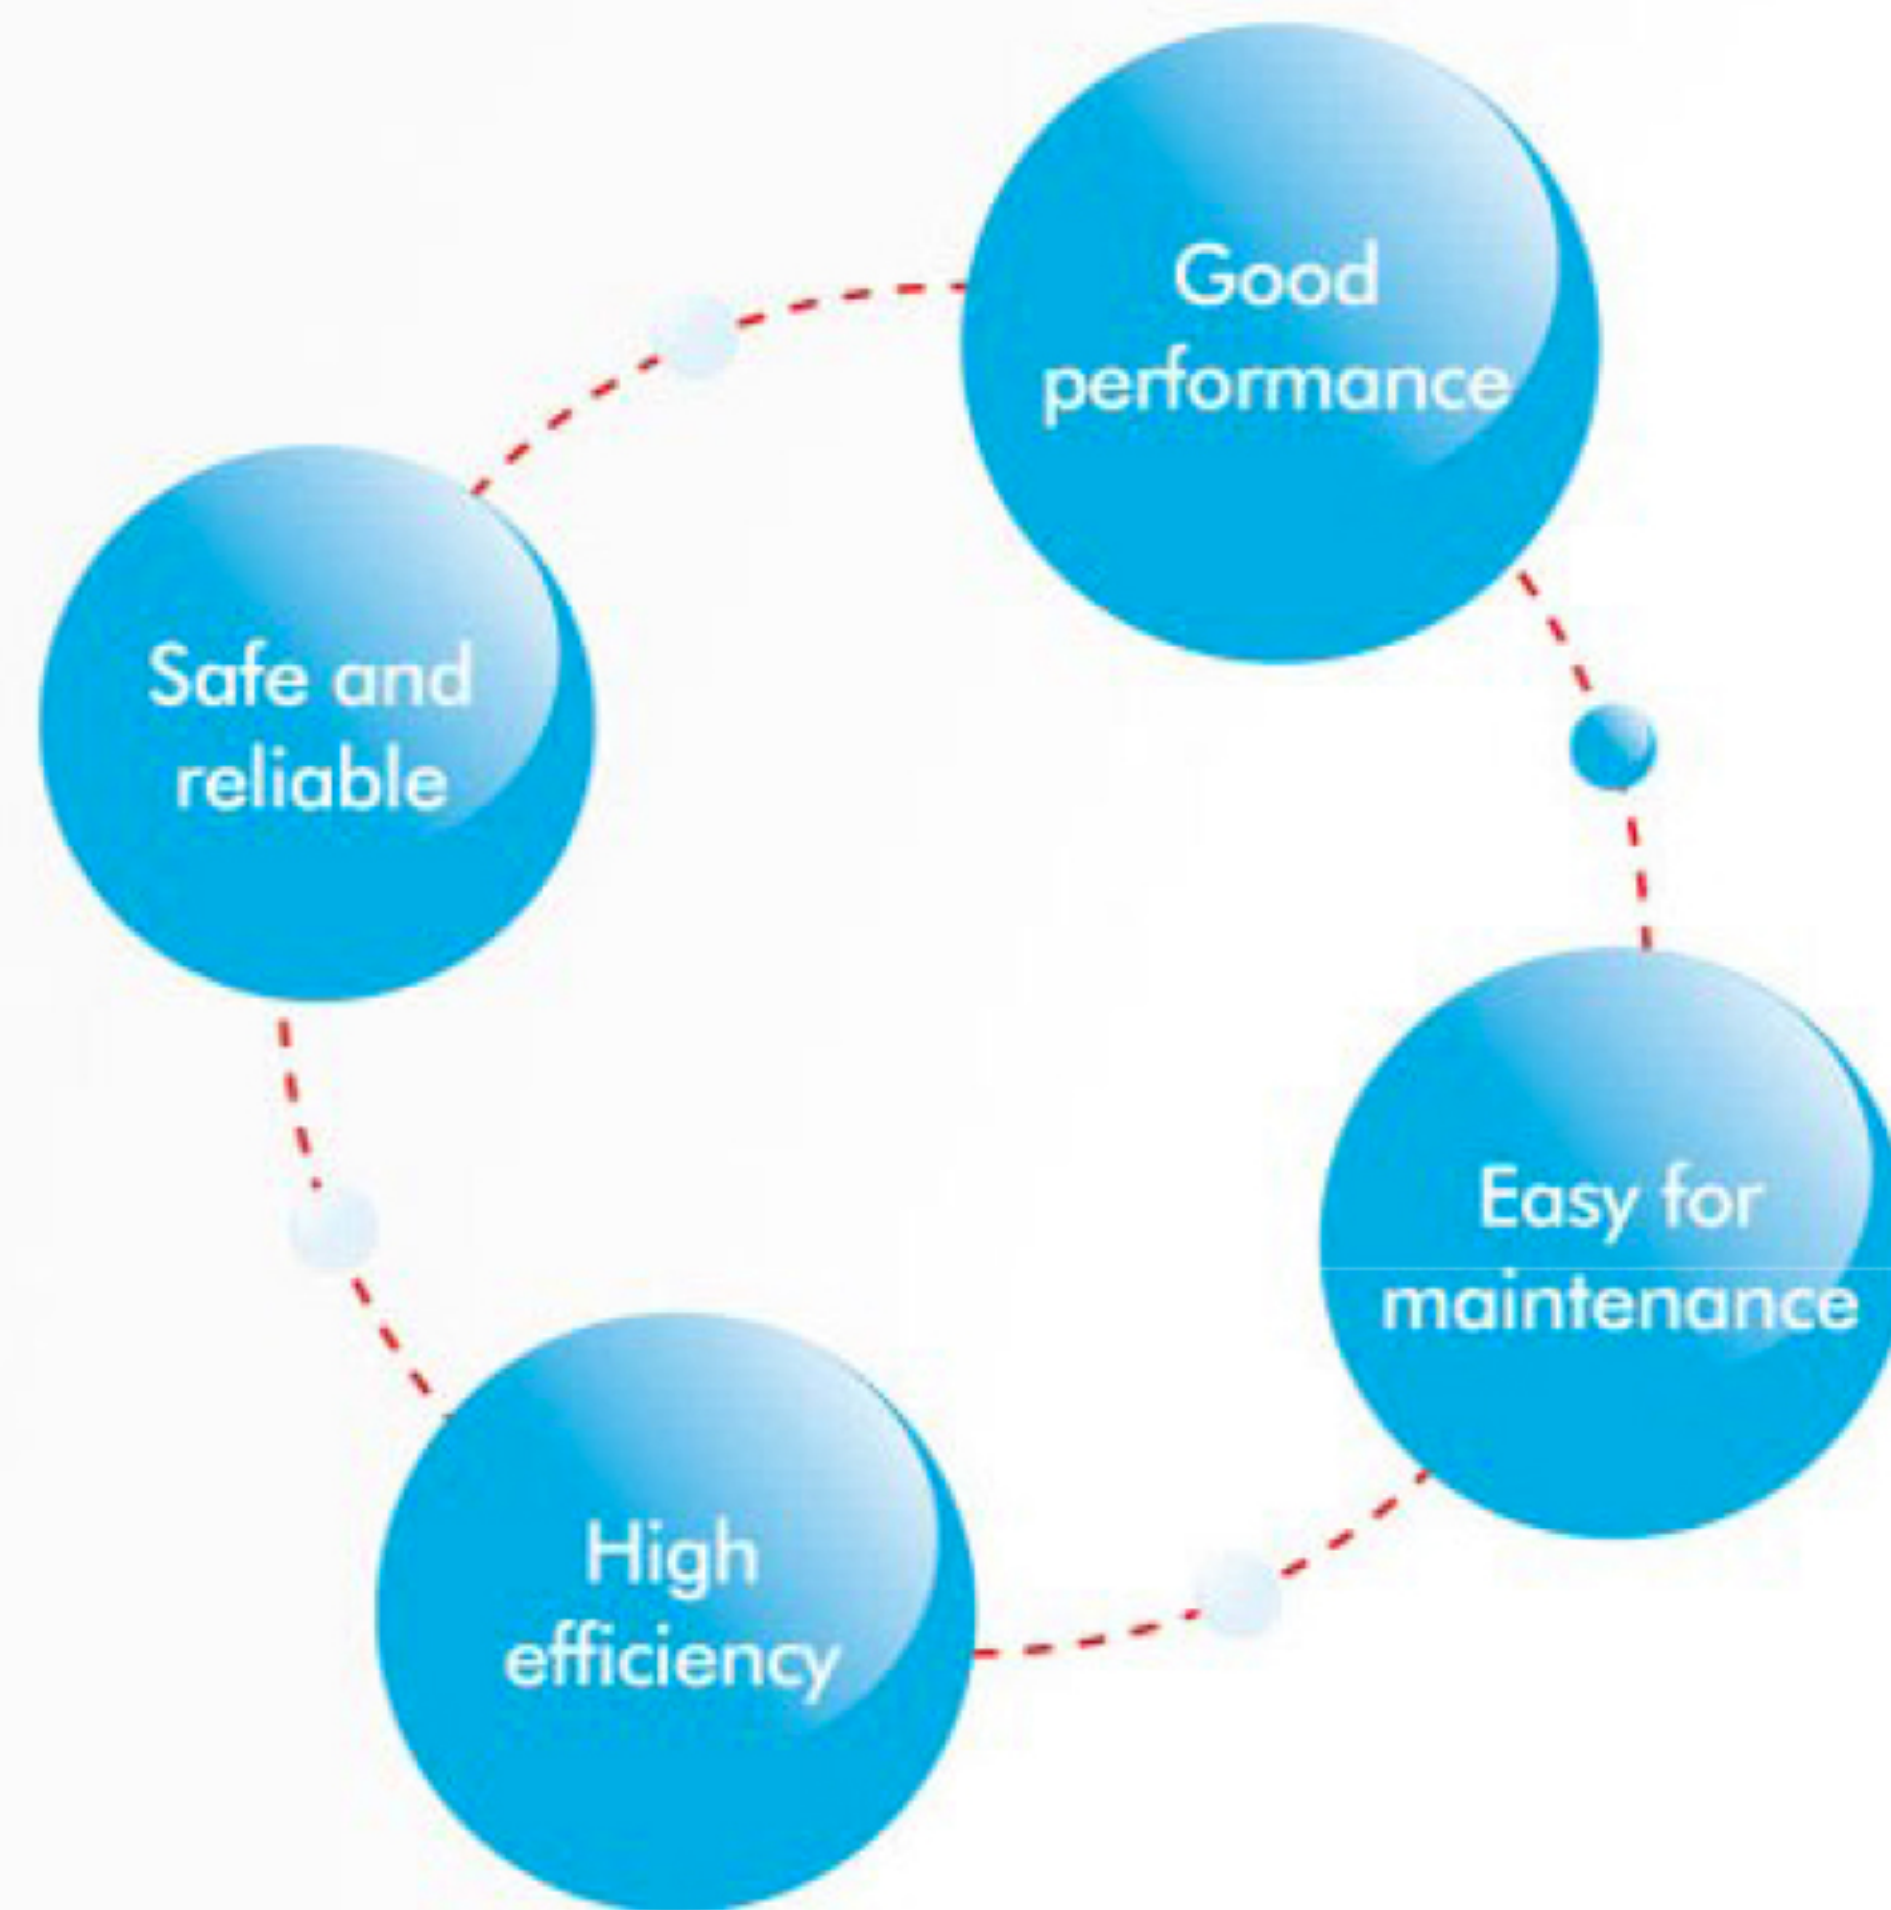 Good
performance
Safe and
reliable
Easy for
maintenance
High
efficiency